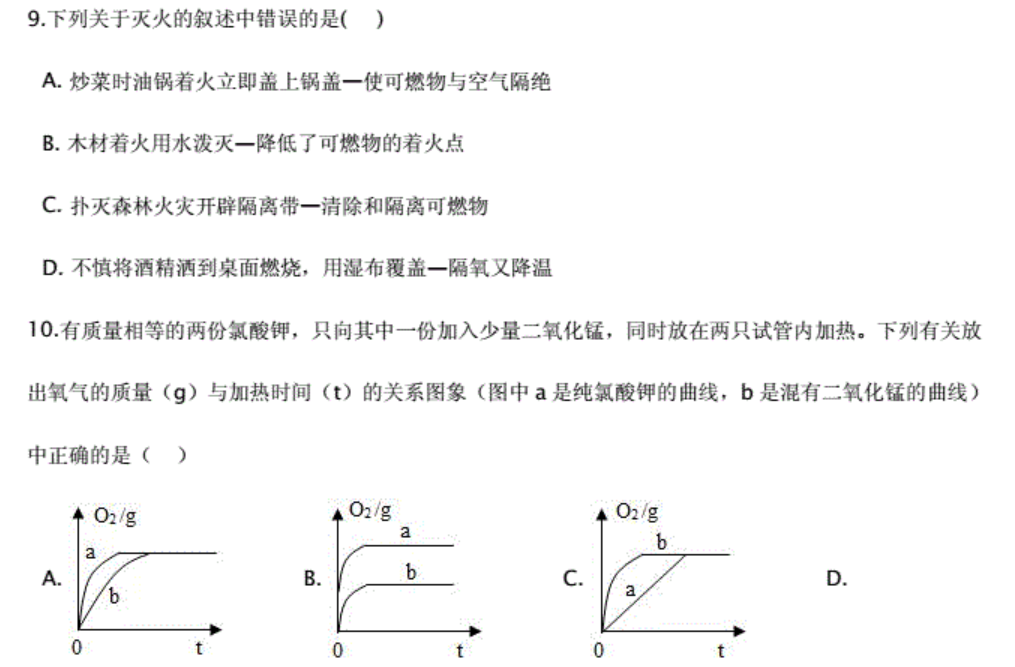 9.下列关于灭火的叙述中错误的是(    )
A. 炒菜时油锅着火立即盖上锅盖—使可燃物与空气隔绝
B. 木材着火用水泼灭—降低了可燃物的着火点
C. 扑灭森林火灾开辟隔离带—清除和隔离可燃物
D. 不慎将酒精洒到桌面燃烧，用湿布覆盖—隔氧又降温
10.有质量相等的两份氯酸钾，只向其中一份加入少量二氧化锰，同时放在两只试管内加热。下列有关放
出氧气的质量（g）与加热时间（t）的关系图象（图中 a 是纯氯酸钾的曲线，b 是混有二氧化锰的曲线）
中正确的是（    ）
A. O₂/g a b 0 t
B. O₂/g a b 0 t
C. O₂/g b a 0 t
D.